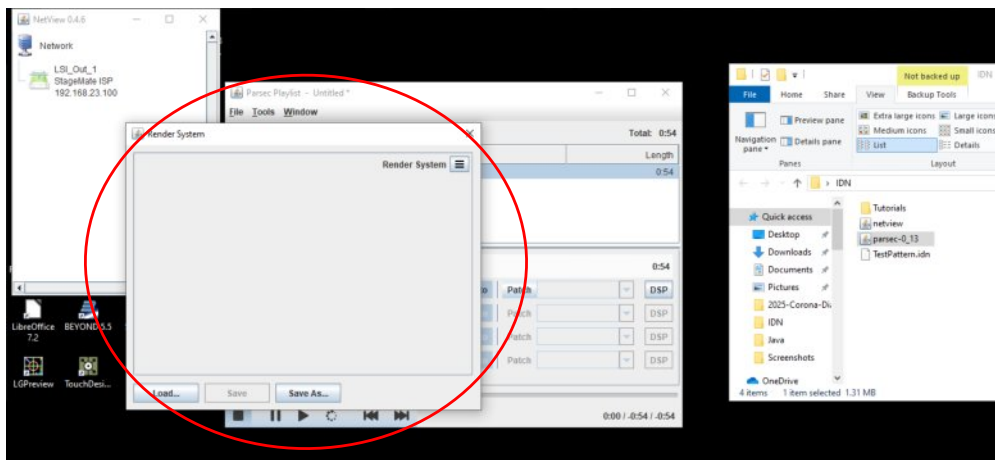 NetView 0.4.6
Network
LSI_Out_1
StageMate ISP
192.168.23.100
LibreOffice
7.2
BEYOND 5.5
LGPreview
TouchDesi...
Parsec Playlist - Untitled *
File Tools Window
Total: 0:54
Length
0:54
0:54
Patch DSP
Patch DSP
Patch DSP
Patch DSP
0:00 / -0:54 / -0:54
Render System
Render System
Load... Save Save As...
Not backed up IDN
File Home Share View Backup Tools
Navigation
pane
Preview pane
Details pane
Panes
Extra large icons Large icons
Medium icons Small icons
List Details
Layout
IDN
Quick access
Desktop
Downloads
Documents
Pictures
2025-Corona-Di
IDN
Java
Screenshots
OneDrive
Tutorials
netview
parsec-0_13
TestPattern.idn
4 items 1 item selected 1.31 MB